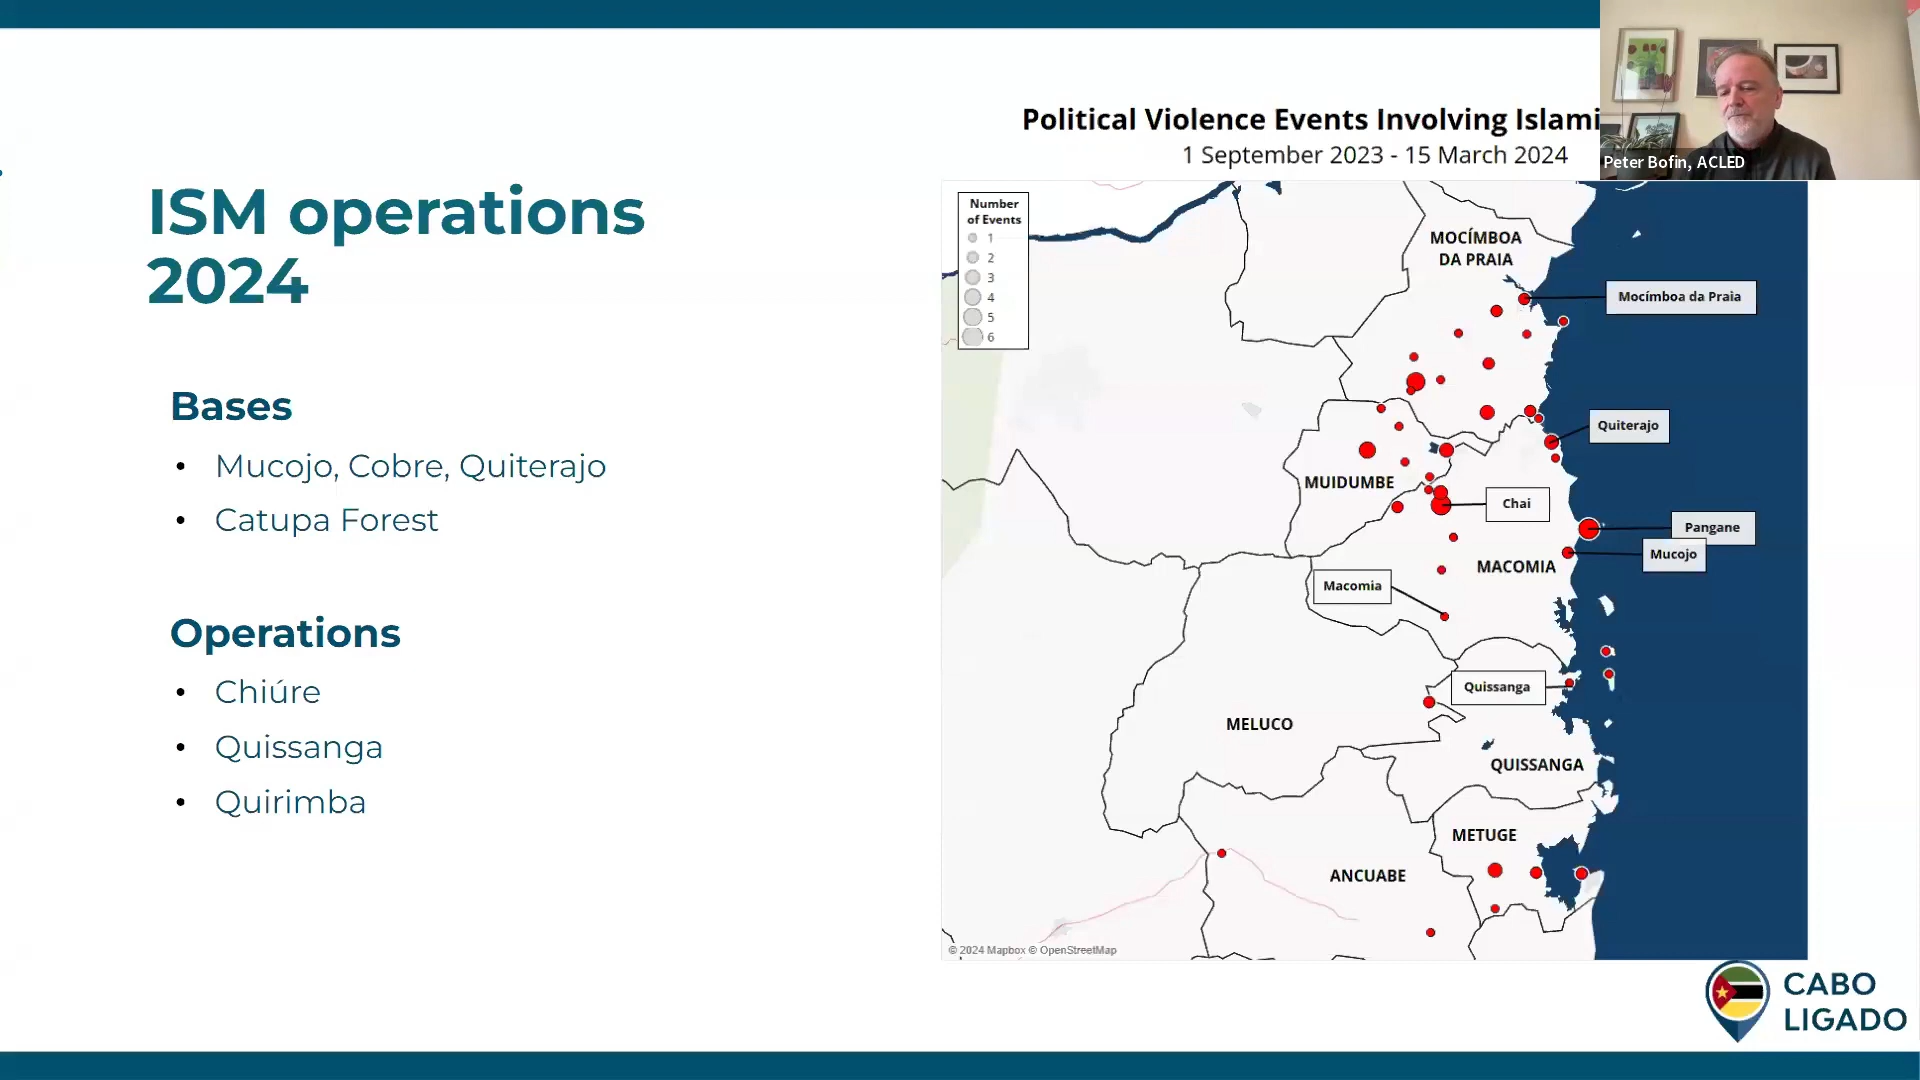 Political Violence Events Involving Islami
1 September 2023 - 15 March 2024
Peter Bofin, ACLED
ISM operations
2024
Bases
• Mucojo, Cobre, Quiterajo
• Catupa Forest
Operations
• Chiúre
• Quissanga
• Quirimba
Number
of Events
1
2
3
4
5
6
MOCÍMBOA
DA PRAIA
Mocímboa da Praia
Quiterajo
MUIDUMBE
Chai
Pangane
Mucojo
MACOMIA
Macomia
Quissanga
MELUCO
QUISSANGA
METUGE
ANCUABE
© 2024 Mapbox © OpenStreetMap
CABO
LIGADO